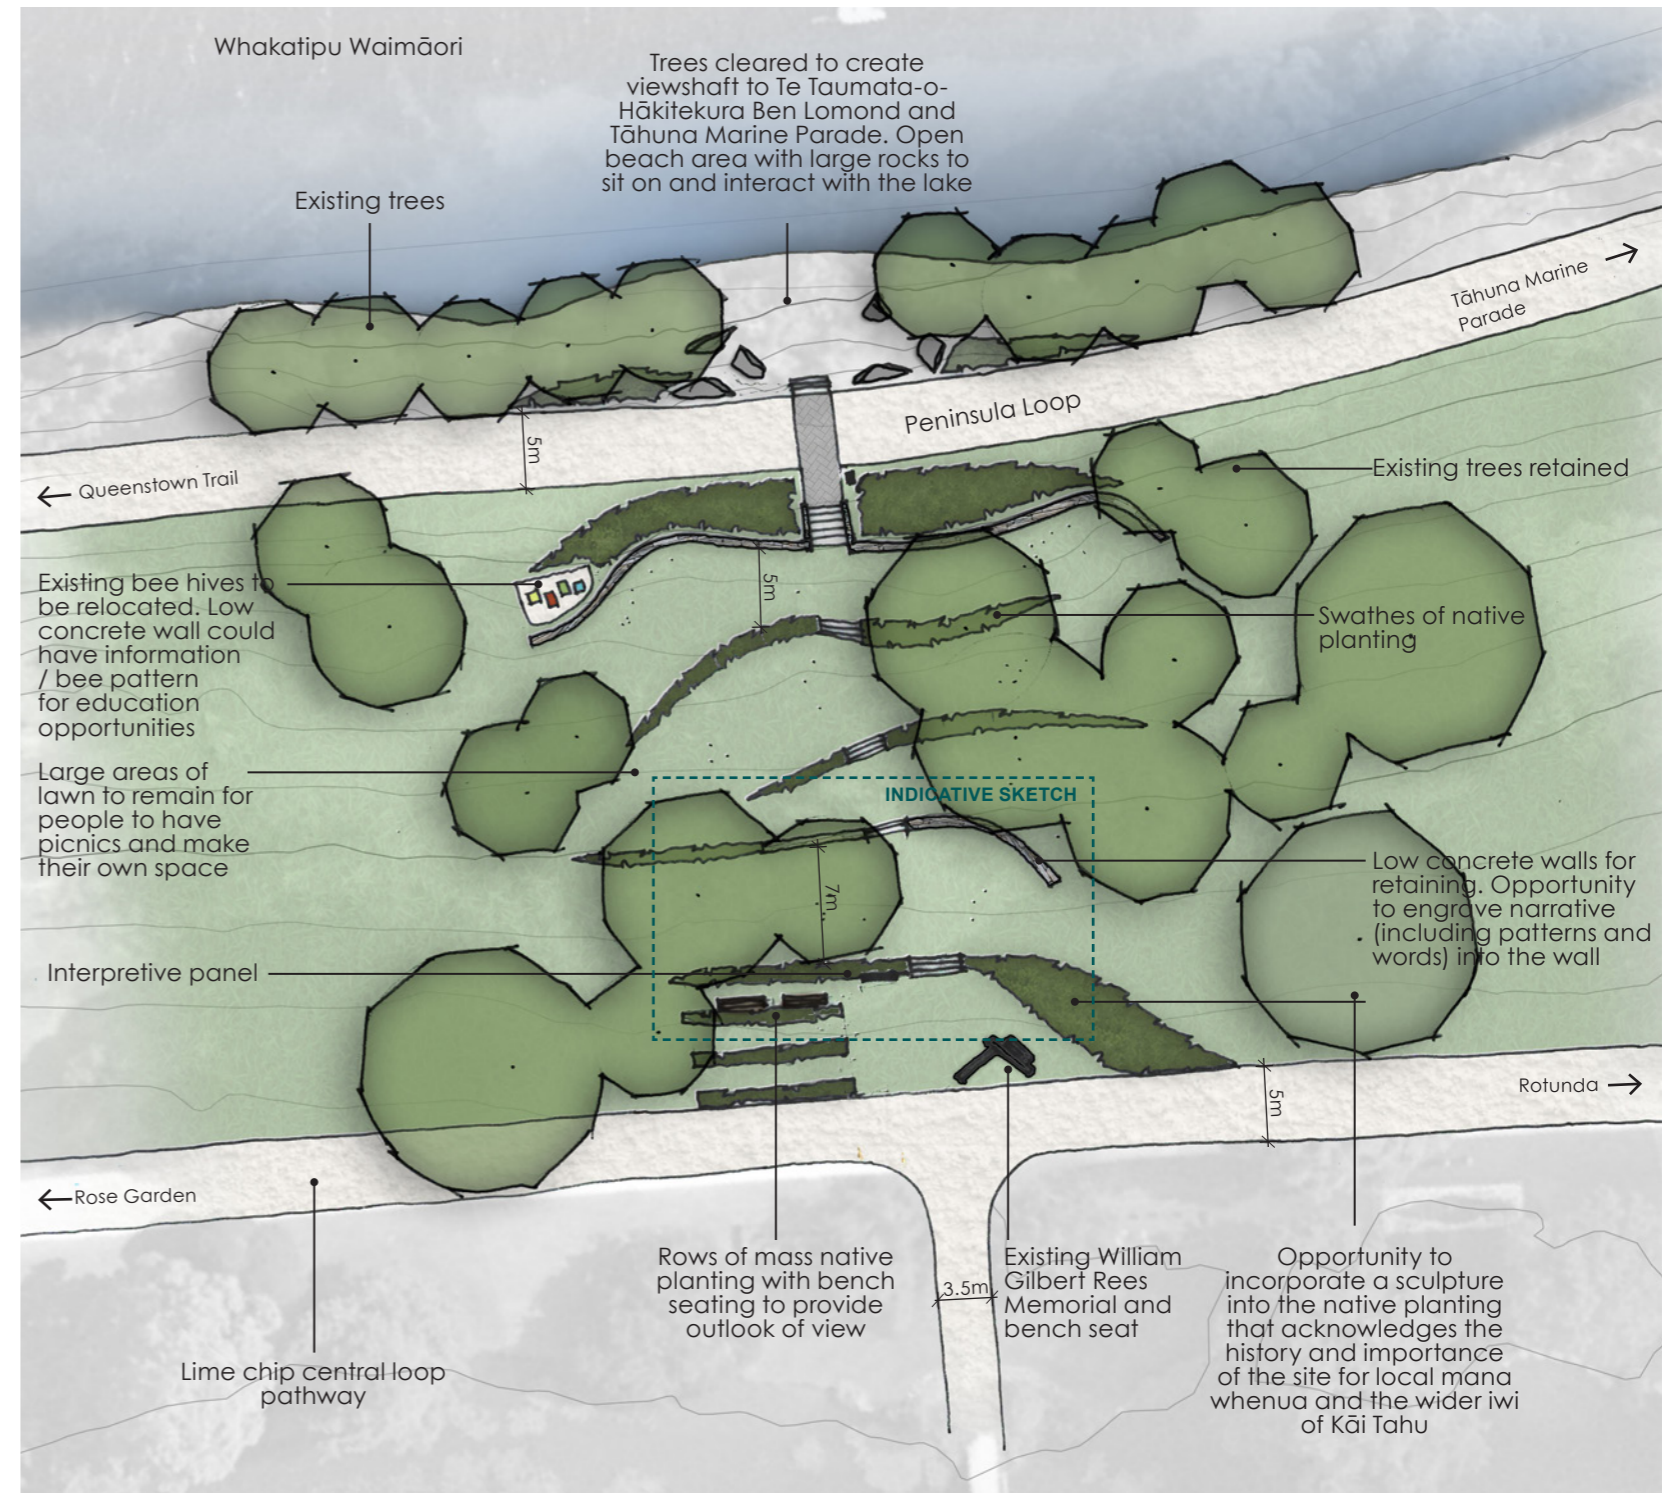 Whakatipu Waimāori
Trees cleared to create
viewshaft to Te Taumata-o-
Hākitekura Ben Lomond and
Tāhuna Marine Parade. Open
beach area with large rocks to
sit on and interact with the lake
Existing trees
Tāhuna Marine
Parade
Peninsula Loop
5m
Queenstown Trail
Existing trees retained
Existing bee hives to
be relocated. Low
concrete wall could
have information
/ bee pattern
for education
opportunities
5m
Swathes of native
planting
Large areas of
lawn to remain for
people to have
picnics and make
their own space
INDICATIVE SKETCH
7m
Low concrete walls for
retaining. Opportunity
to engrave narrative
(including patterns and
words) into the wall
Interpretive panel
Rotunda
5m
Rose Garden
Rows of mass native
planting with bench
seating to provide
outlook of view
3.5m
Existing William
Gilbert Rees
Memorial and
bench seat
Opportunity to
incorporate a sculpture
into the native planting
that acknowledges the
history and importance
of the site for local mana
whenua and the wider iwi
of Kāi Tahu
Lime chip central loop
pathway